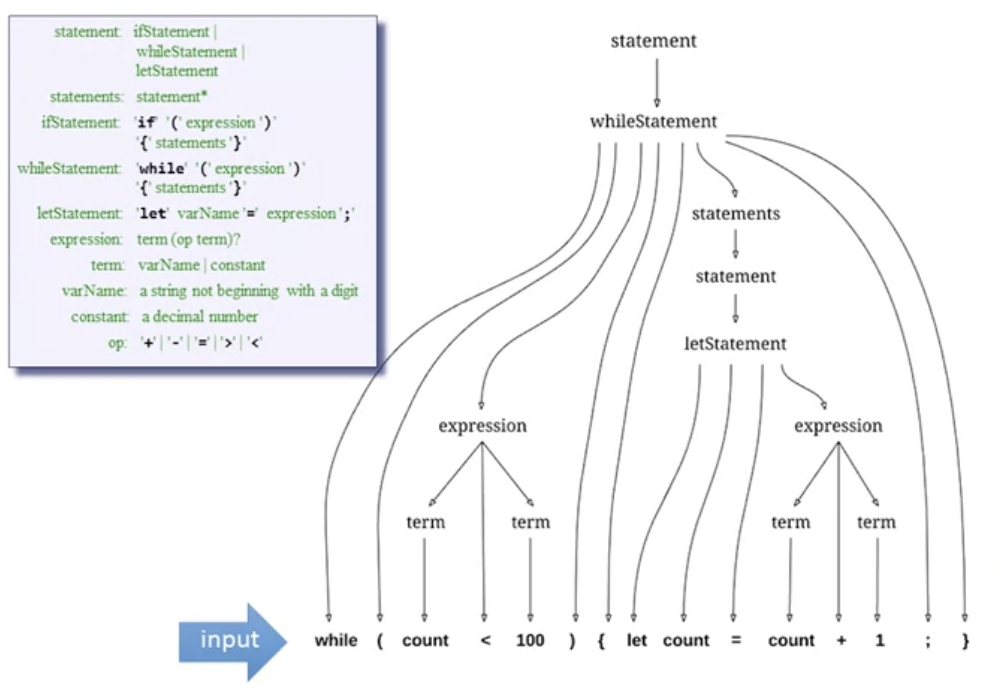 statement: ifStatement |
whileStatement |
letStatement
statements: statement*
ifStatement: 'if' '(' expression ')'
'{' statements '}'
whileStatement: 'while' '(' expression ')'
'{' statements '}'
letStatement: 'let' varName '=' expression ';'
expression: term (op term)?
term: varName | constant
varName: a string not beginning with a digit
constant: a decimal number
op: '+' | '-' | '=' | '>' | '<'
statement
whileStatement
statements
statement
letStatement
expression expression
term term term term
input while ( count < 100 ) { let count = count + 1 ; }